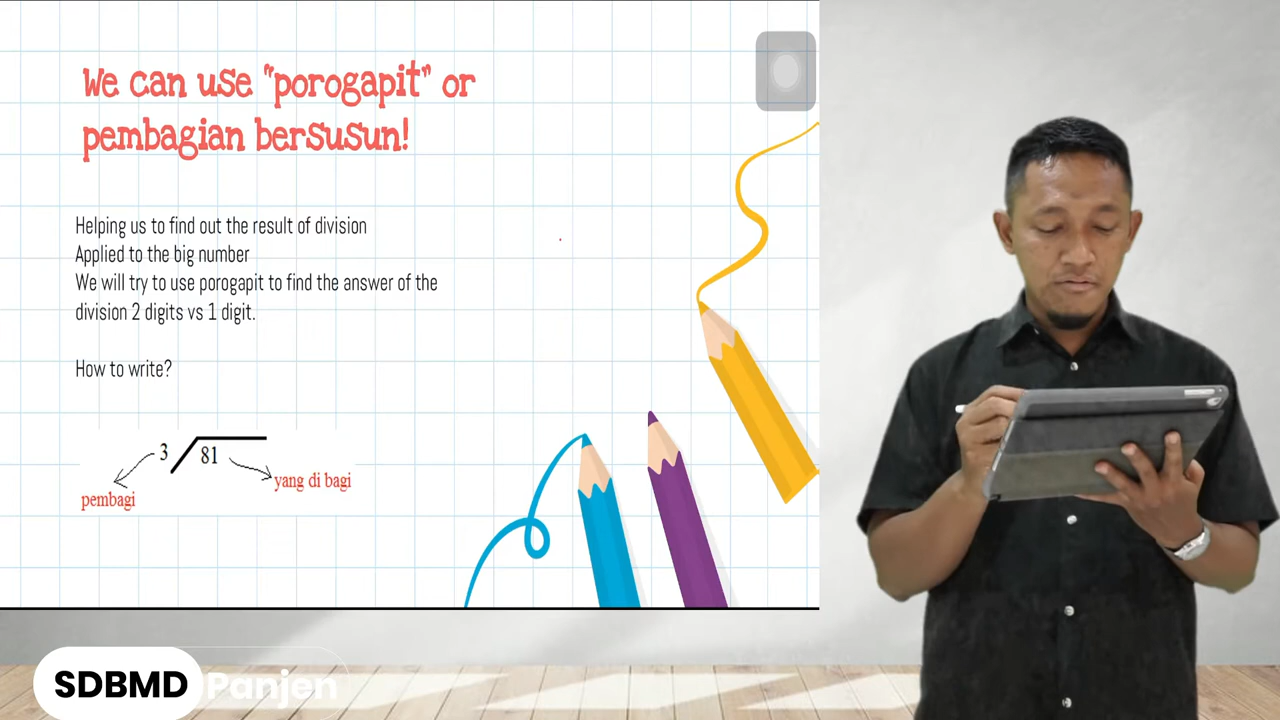 We can use "porogapit" or
pembagian bersusun!
Helping us to find out the result of division
Applied to the big number
We will try to use porogapit to find the answer of the
division 2 digits vs 1 digit.
How to write?
3 81
pembagi
yang di bagi
SDBMD Panjen